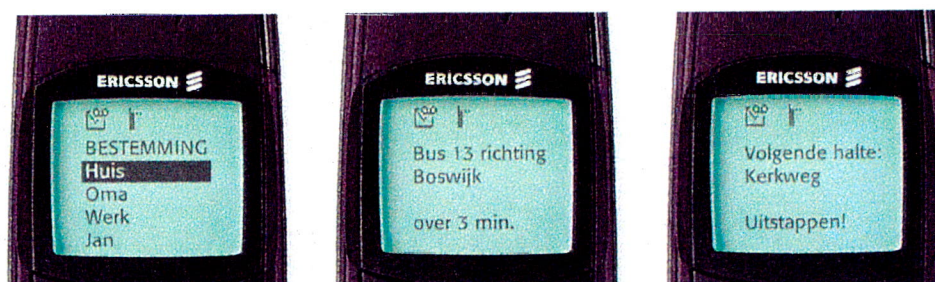 ERICSSON
BESTEMMING
Huis
Oma
Werk
Jan
ERICSSON
Bus 13 richting
Boswijk
over 3 min.
ERICSSON
Volgende halte:
Kerkweg
Uitstappen!